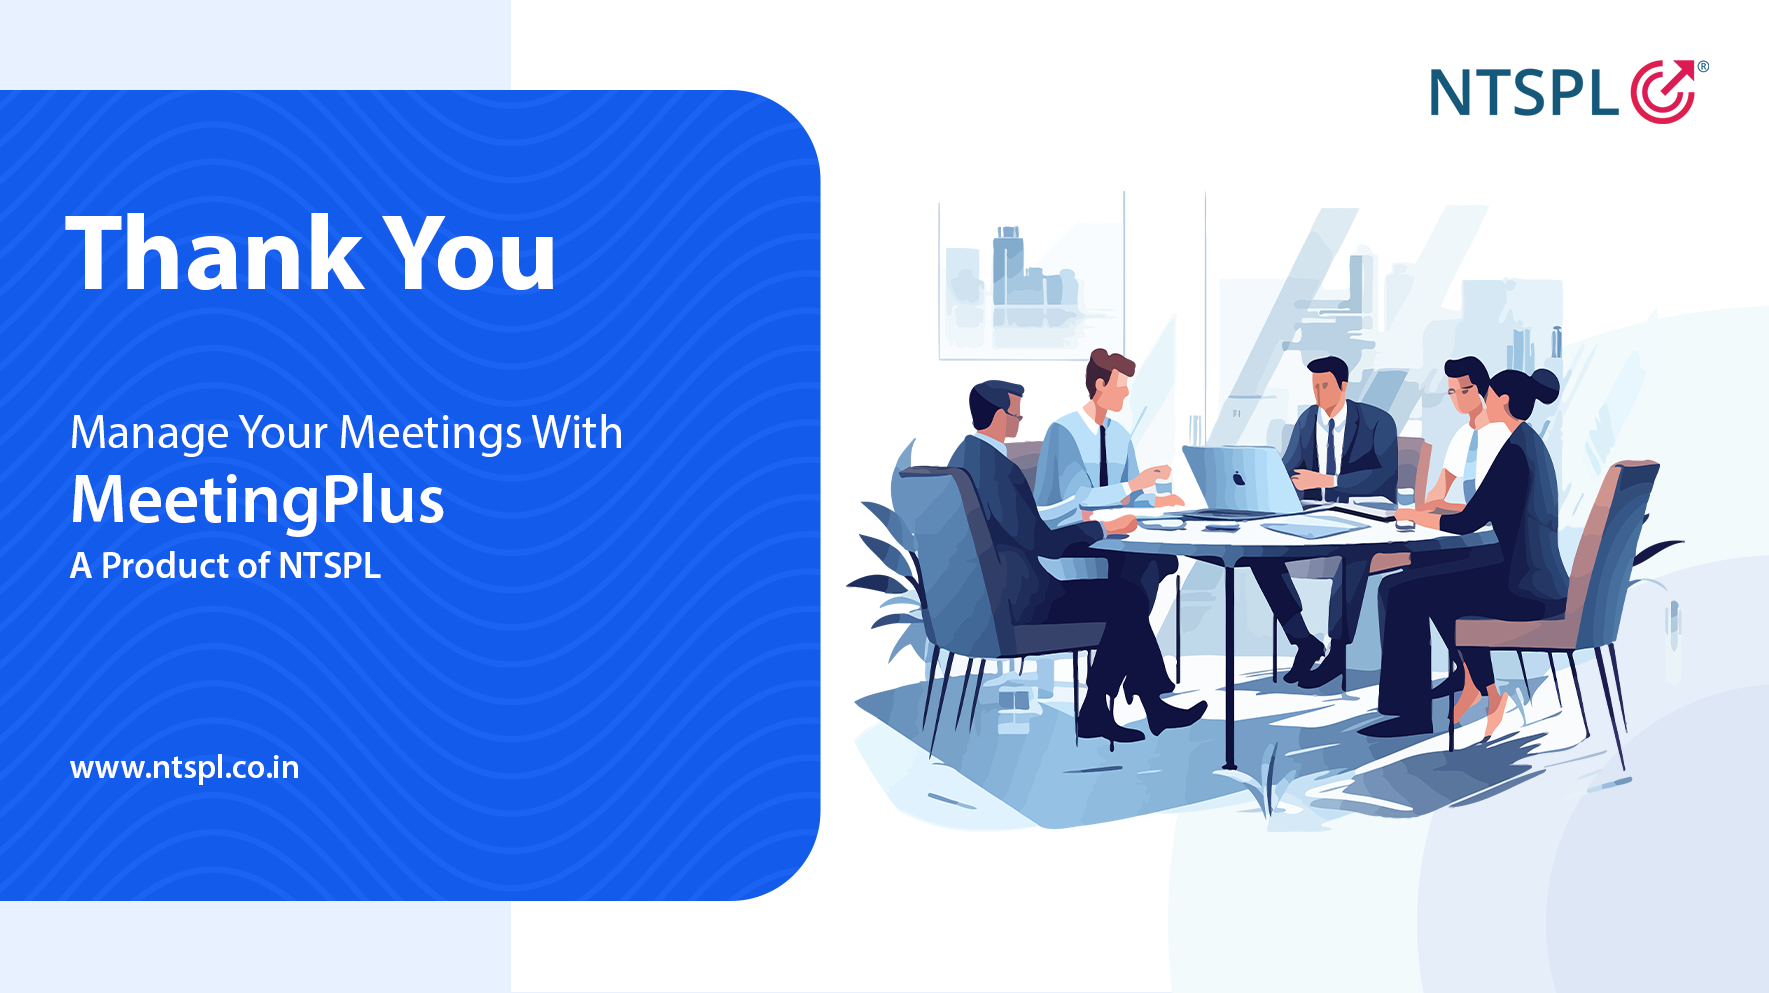 NTSPL®
Thank You
Manage Your Meetings With
MeetingPlus
A Product of NTSPL
www.ntspl.co.in